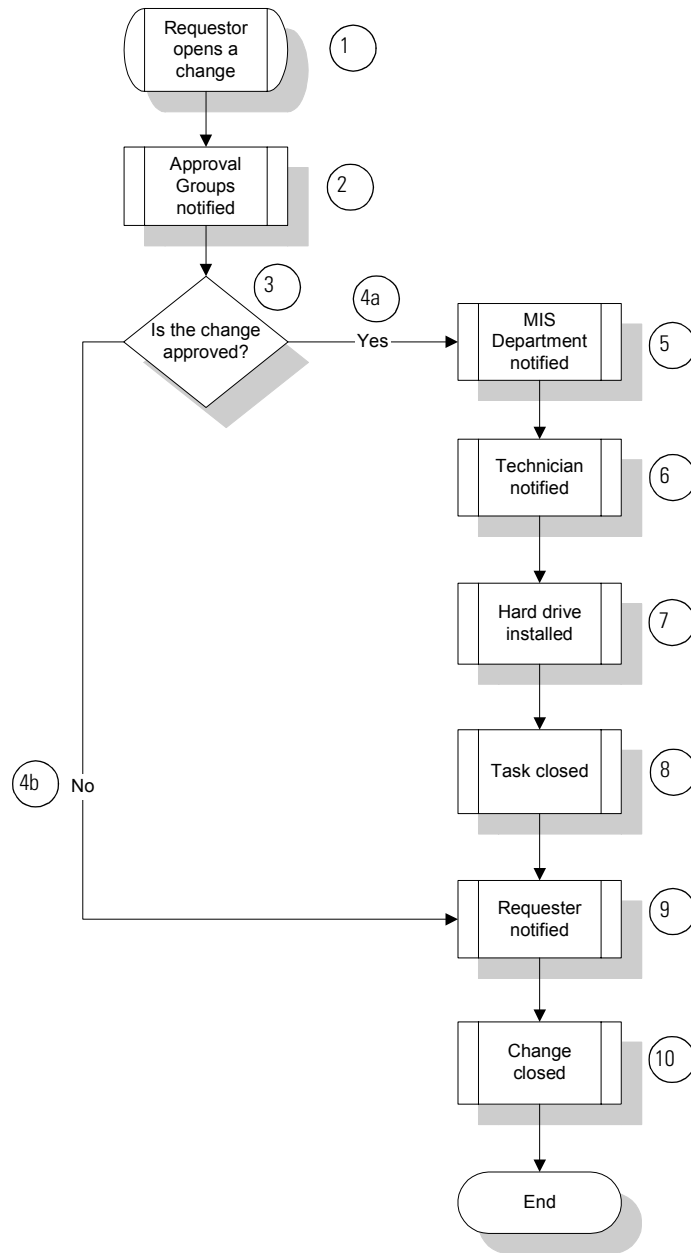 Requestor
opens a
change
1
Approval
Groups
notified
2
3
Is the change
approved?
4a
Yes
MIS
Department
notified
5
Technician
notified
6
Hard drive
installed
7
Task closed
8
4b
No
Requester
notified
9
Change
closed
10
End